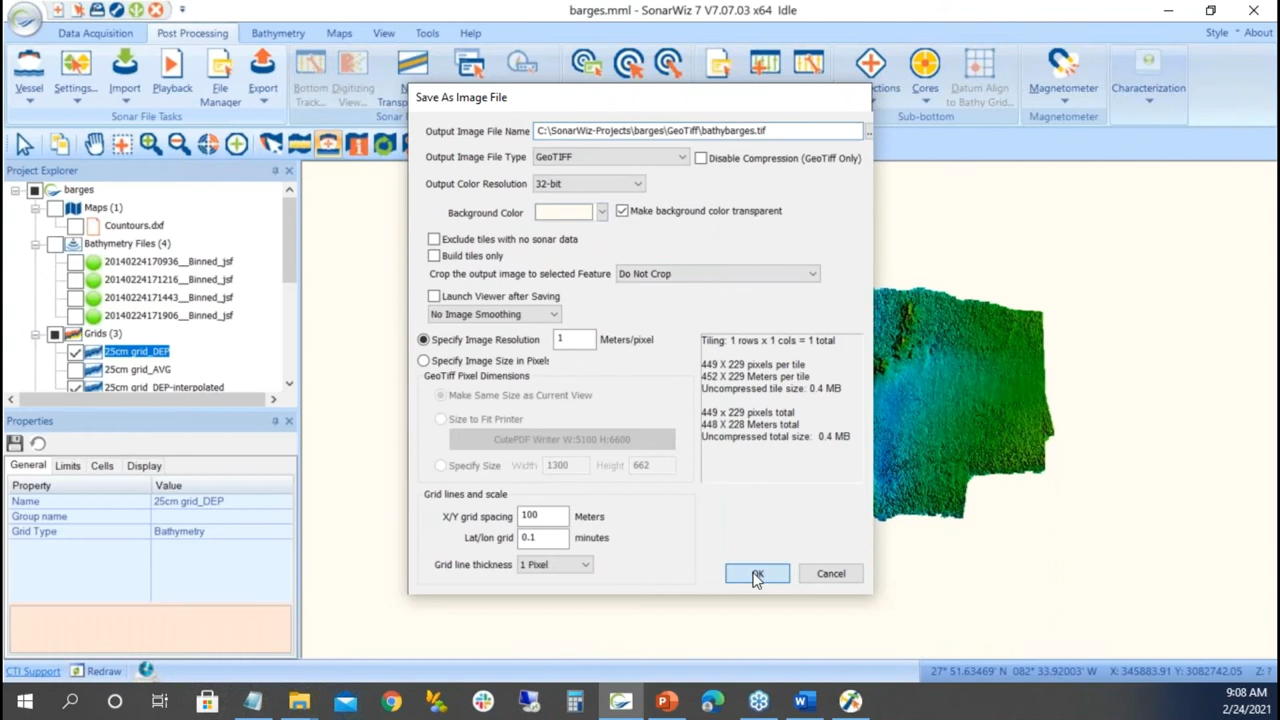 barges.mml - SonarWiz 7 V7.07.03 x64 Idle
Data Acquisition Post Processing Bathymetry Maps View Tools Help Style About
Vessel Settings... Import Playback File Manager Export Bottom Track... Digitizing View... Cores Datum Align to Bathy Grid... Magnetometer Characterization
Sonar File Tasks Sub-bottom Magnetometer
Project Explorer
barges
Maps (1)
Countours.dxf
Bathymetry Files (4)
20140224170936__Binned_jsf
20140224171216__Binned_jsf
20140224171443__Binned_jsf
20140224171906__Binned_jsf
Grids (3)
25cm grid_DEP
25cm grid_AVG
25cm grid_DEP-interpolated
Properties
General Limits Cells Display
Property Value
Name 25cm grid_DEP
Group name
Grid Type Bathymetry
CTI Support Redraw
Save As Image File
Output Image File Name C:\SonarWiz-Projects\barges\GeoTiff\bathybarges.tif ...
Output Image File Type GeoTIFF Disable Compression (GeoTiff Only)
Output Color Resolution 32-bit
Background Color Make background color transparent
Exclude tiles with no sonar data
Build tiles only
Crop the output image to selected Feature Do Not Crop
Launch Viewer after Saving
No Image Smoothing
Specify Image Resolution 1 Meters/pixel
Specify Image Size in Pixels
GeoTiff Pixel Dimensions
Make Same Size as Current View
Size to Fit Printer
CutePDF Writer W:5100 H:6600
Specify Size Width 1300 Height 662
Tiling: 1 rows x 1 cols = 1 total
449 X 229 pixels per tile
452 X 229 Meters per tile
Uncompressed tile size: 0.4 MB
449 x 229 pixels total
448 X 228 Meters total
Uncompressed total size: 0.4 MB
Grid lines and scale
X/Y grid spacing 100 Meters
Lat/lon grid 0.1 minutes
Grid line thickness 1 Pixel
OK Cancel
27° 51.63469' N 082° 33.92003' W X: 345883.91 Y: 3082742.05 Z: ?
9:08 AM
2/24/2021